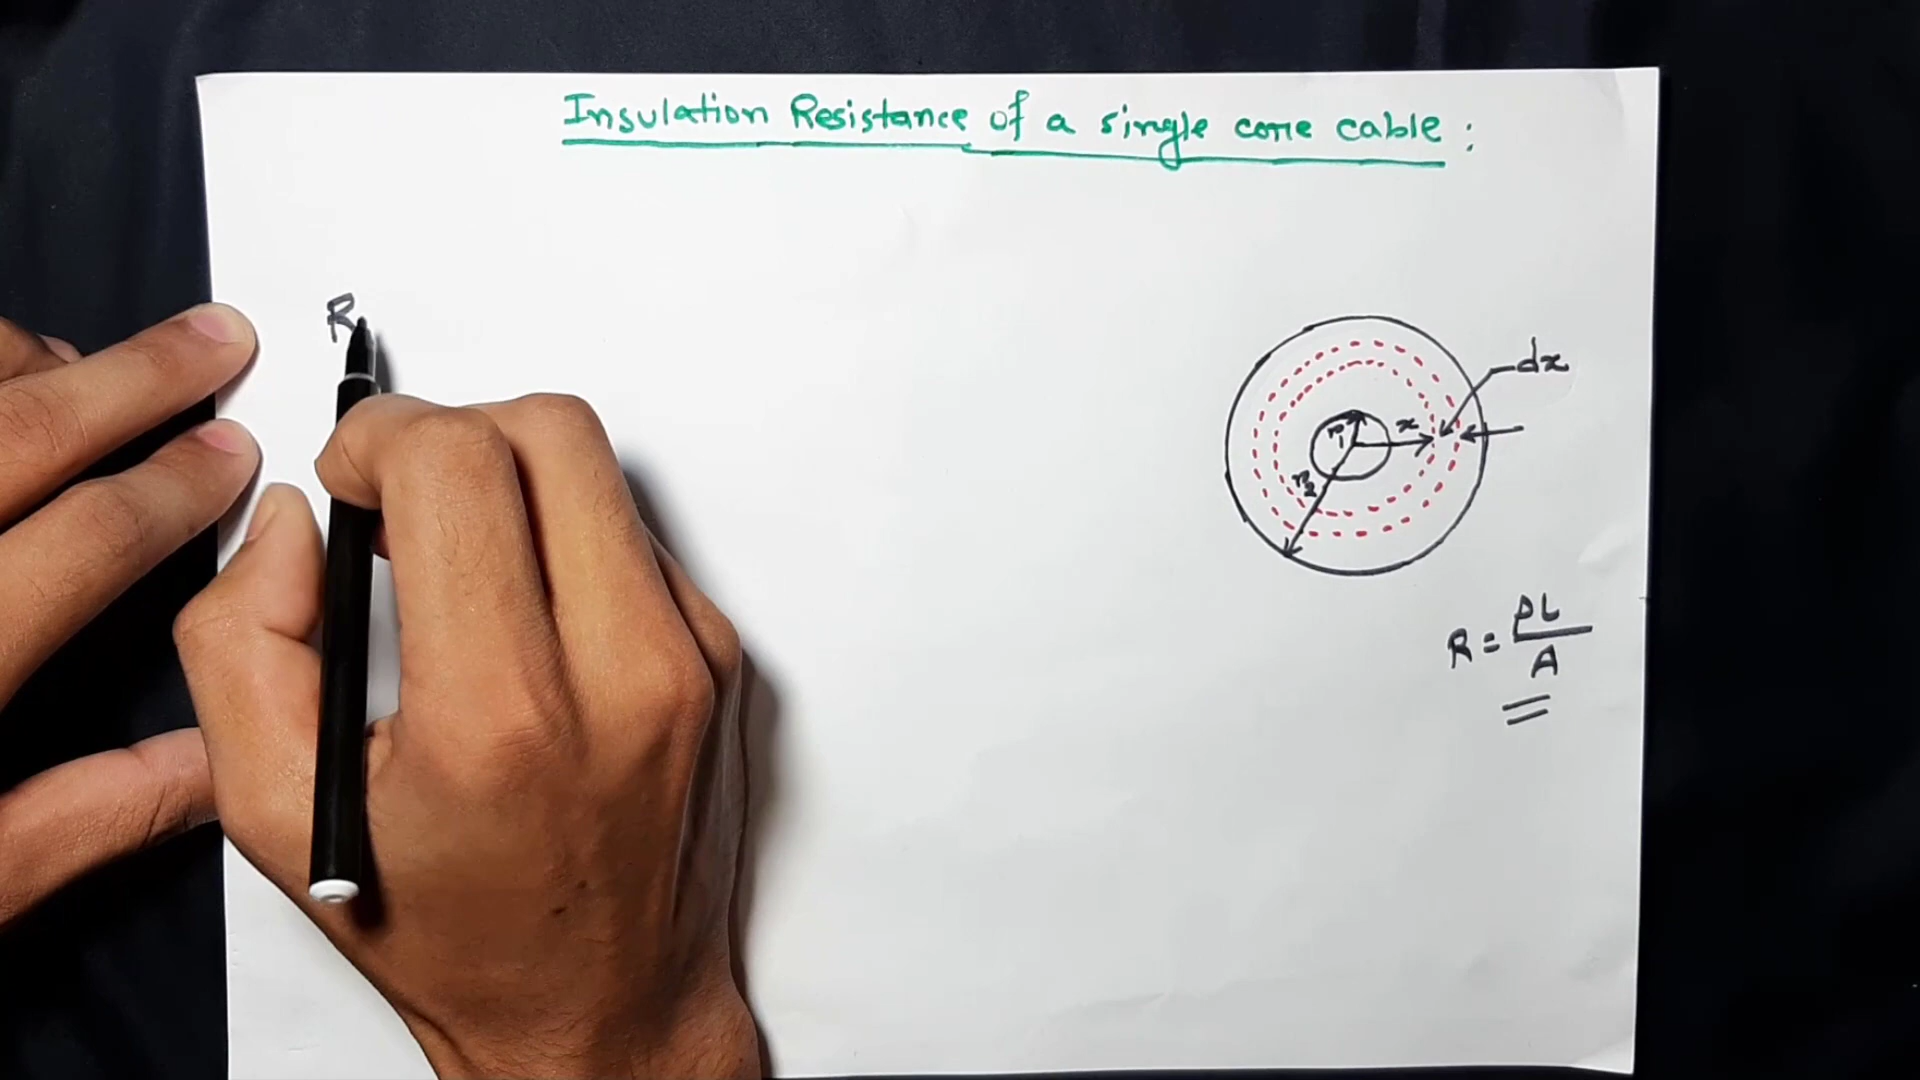 Insulation Resistance of a single core cable :
R
dx
r₁
x
r₂
R = ρL / A